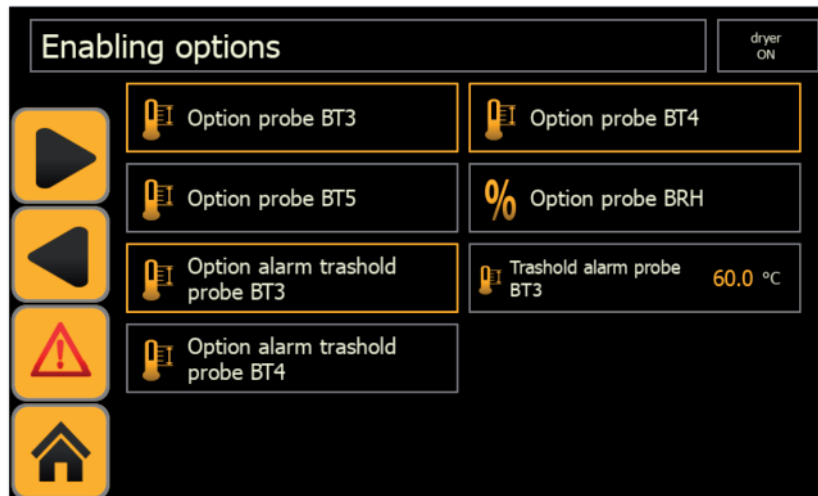 Enabling options
dryer
ON
Option probe BT3
Option probe BT4
Option probe BT5
% Option probe BRH
Option alarm trashold
probe BT3
Trashold alarm probe
BT3
60.0 °C
Option alarm trashold
probe BT4